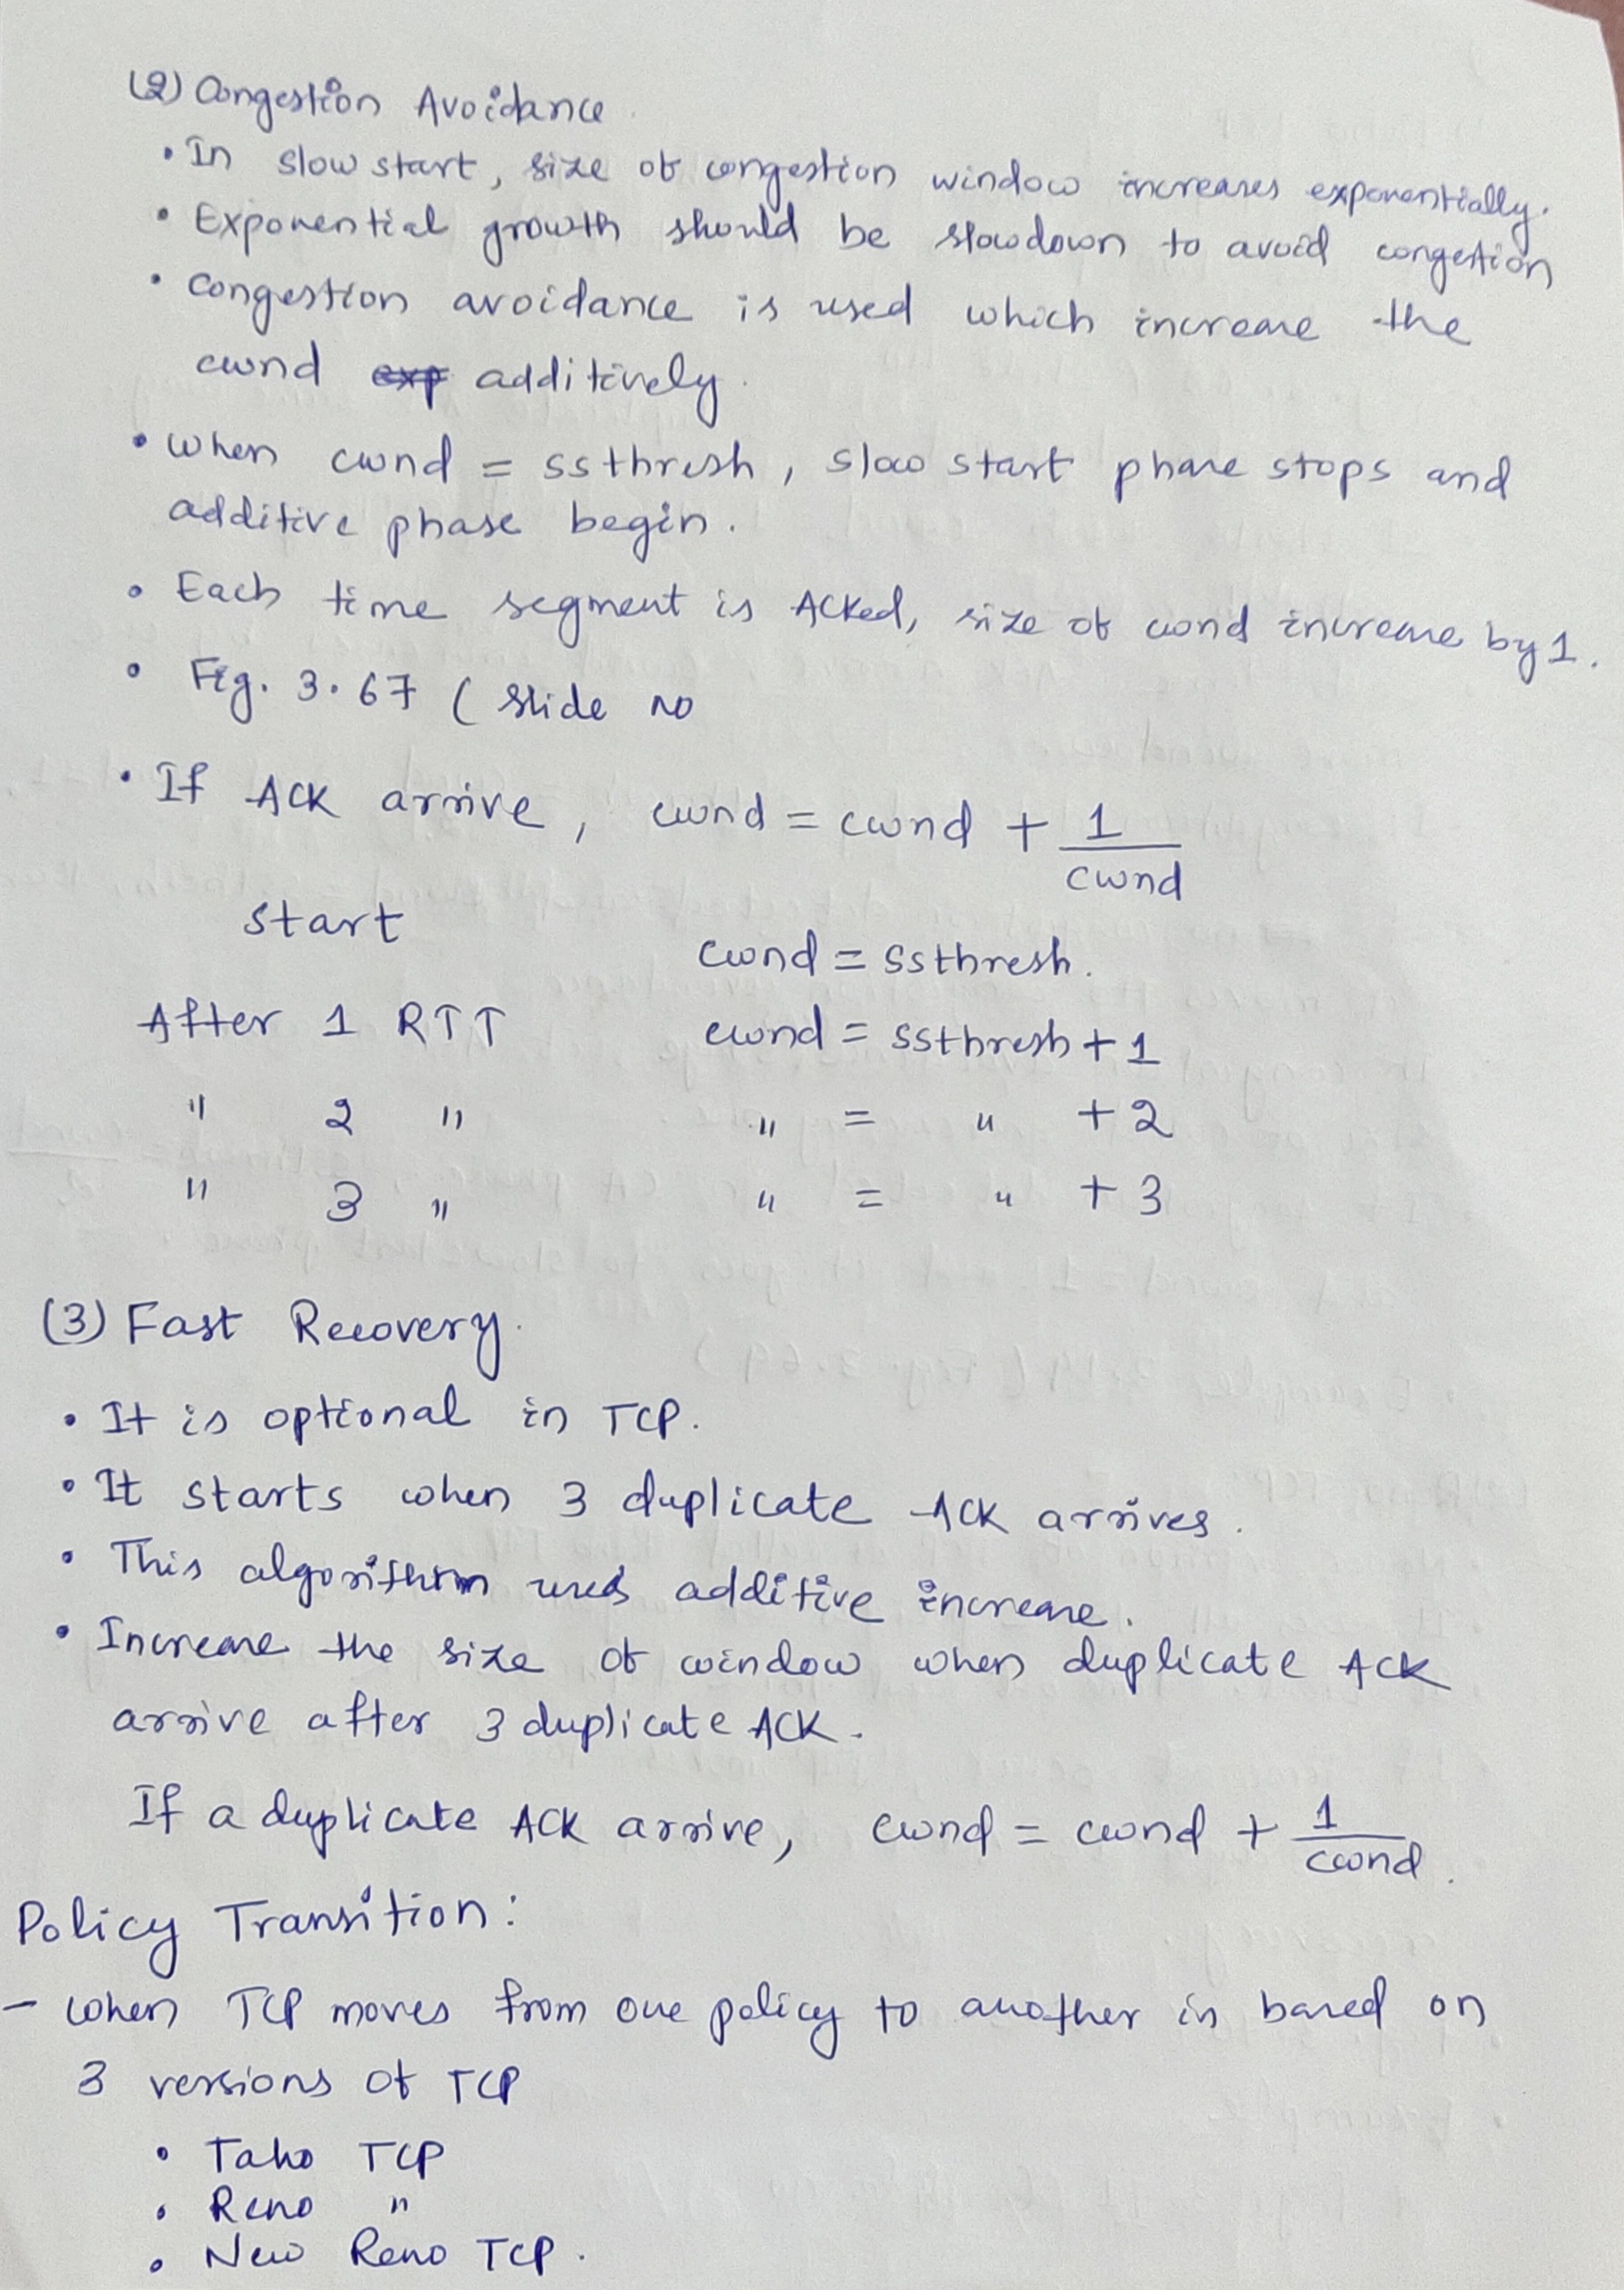 (2) Congestion Avoidance.
• In slow start, size of congestion window increases exponentially.
• Exponential growth should be slowdown to avoid congestion
• Congestion avoidance is used which increase the
cwnd exp additively.
• When cwnd = ssthresh, slow start phase stops and
additive phase begin.
• Each time segment is ACKed, size of cwnd increase by 1.
• Fig. 3.67 ( Slide no
• If ACK arrive, cwnd = cwnd + 1/cwnd
start cwnd = ssthresh.
After 1 RTT cwnd = ssthresh + 1
" 2 " " = " + 2
" 3 " " = " + 3
(3) Fast Recovery.
• It is optional in TCP.
• It starts when 3 duplicate ACK arrives.
• This algorithm uses additive increase.
• Increase the size of window when duplicate ACK
arrive after 3 duplicate ACK.
If a duplicate ACK arrive, cwnd = cwnd + 1/cwnd.
Policy Transition:
- When TCP moves from one policy to another is based on
3 versions of TCP
• Taho TCP
• Reno "
• New Reno TCP.